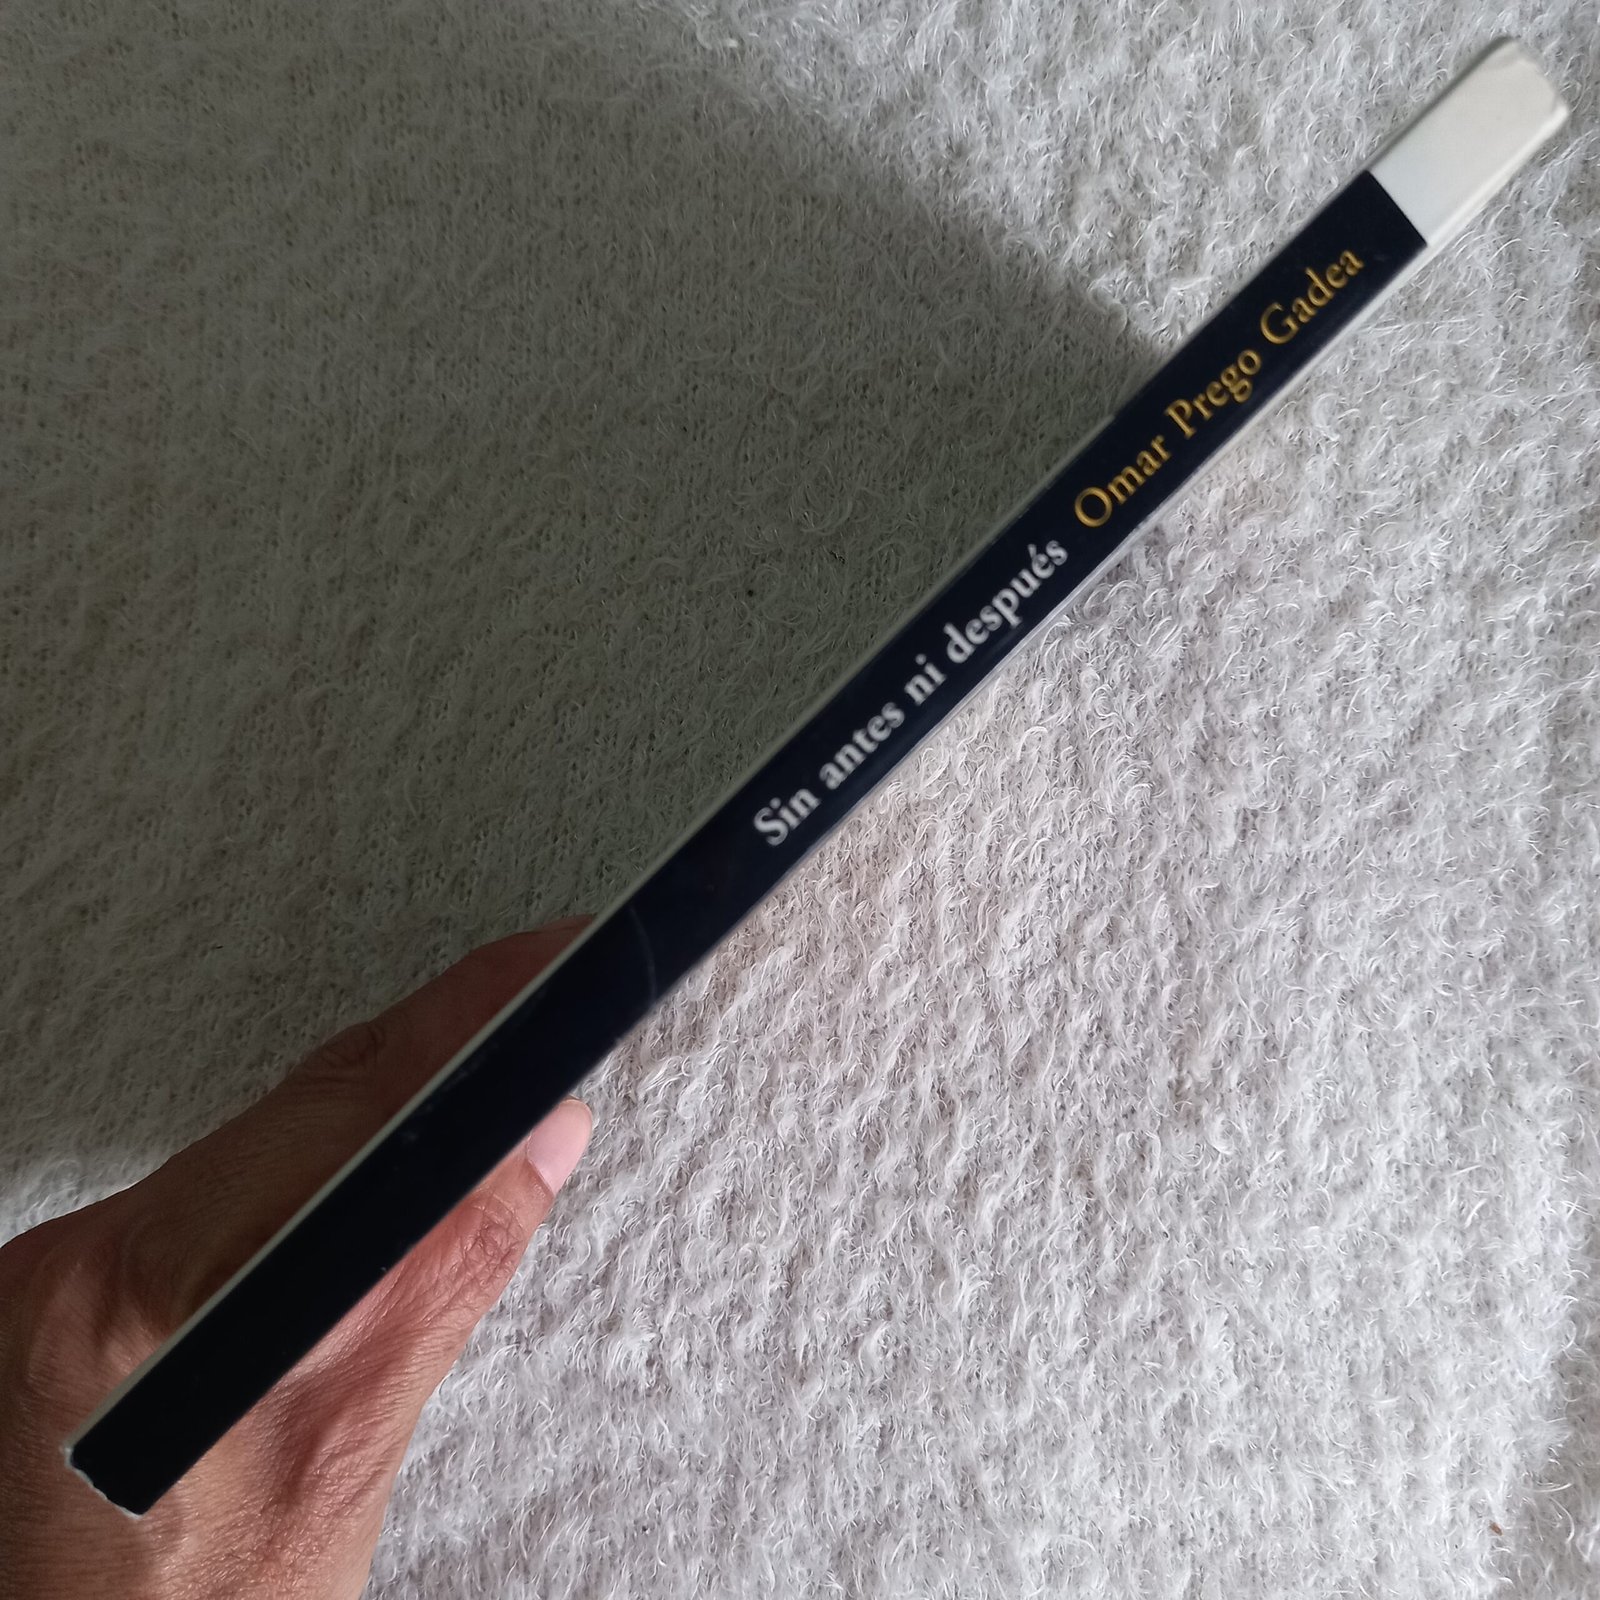 Sin antes ni después Omar Prego Gadea